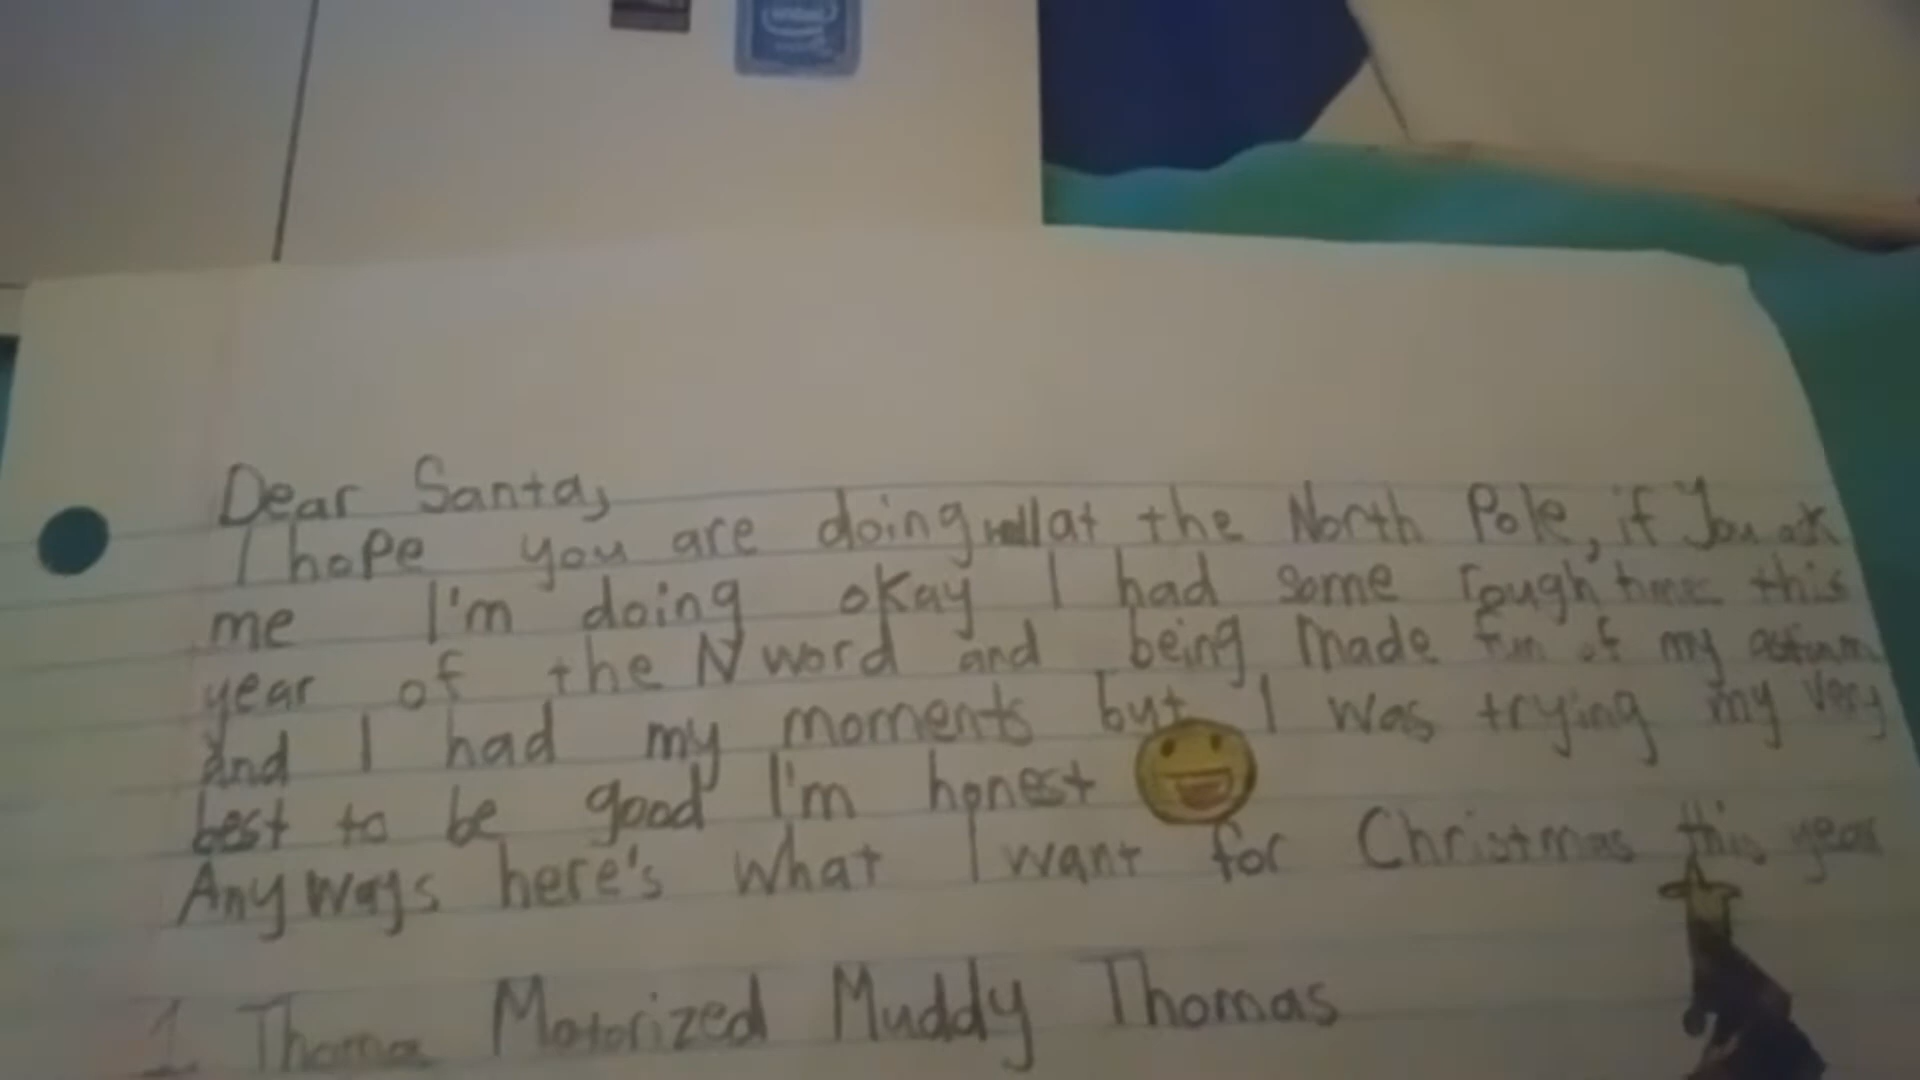 intel
Dear Santa,
I hope you are doing well at the North Pole, if You ask
me I'm doing okay I had some rough time this
year of the N word and being made fun of my
and I had my moments but I was trying my very
best to be good I'm honest
Anyways here's what I want for Christmas this year
1 Thomas Motorized Muddy Thomas